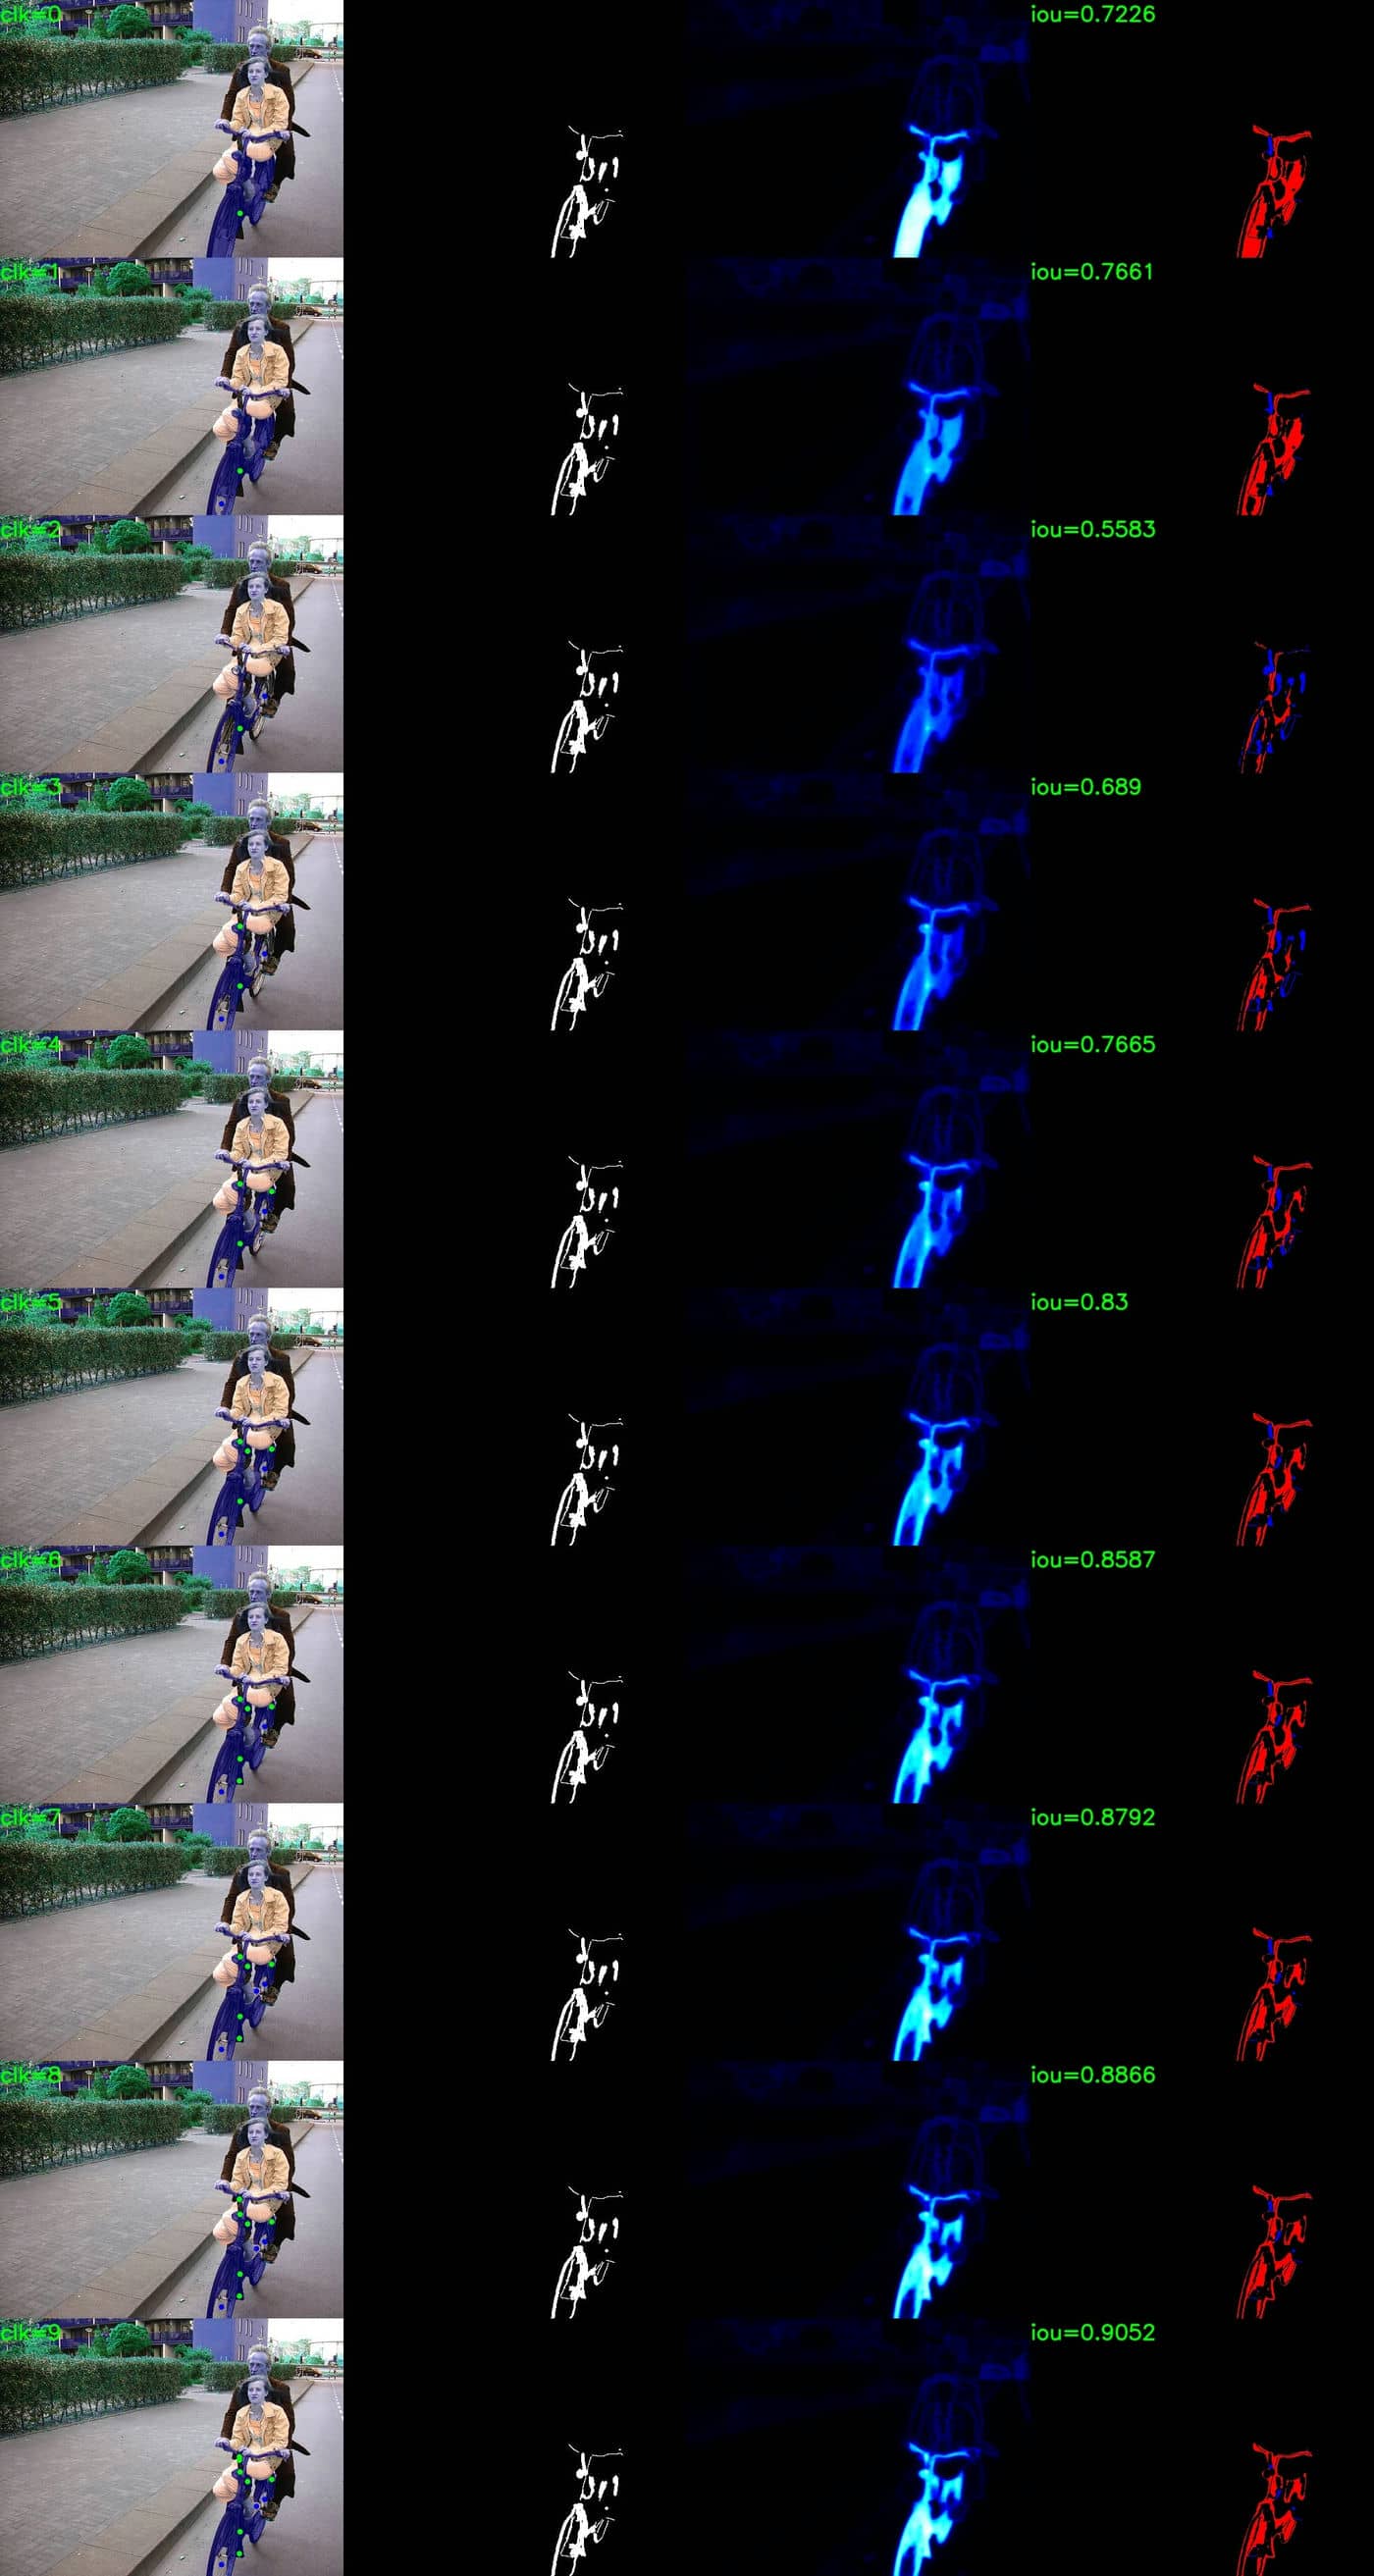 clk=0 iou=0.7226
clk=1 iou=0.7661
clk=2 iou=0.5583
clk=3 iou=0.689
clk=4 iou=0.7665
clk=5 iou=0.83
clk=6 iou=0.8587
clk=7 iou=0.8792
clk=8 iou=0.8866
clk=9 iou=0.9052